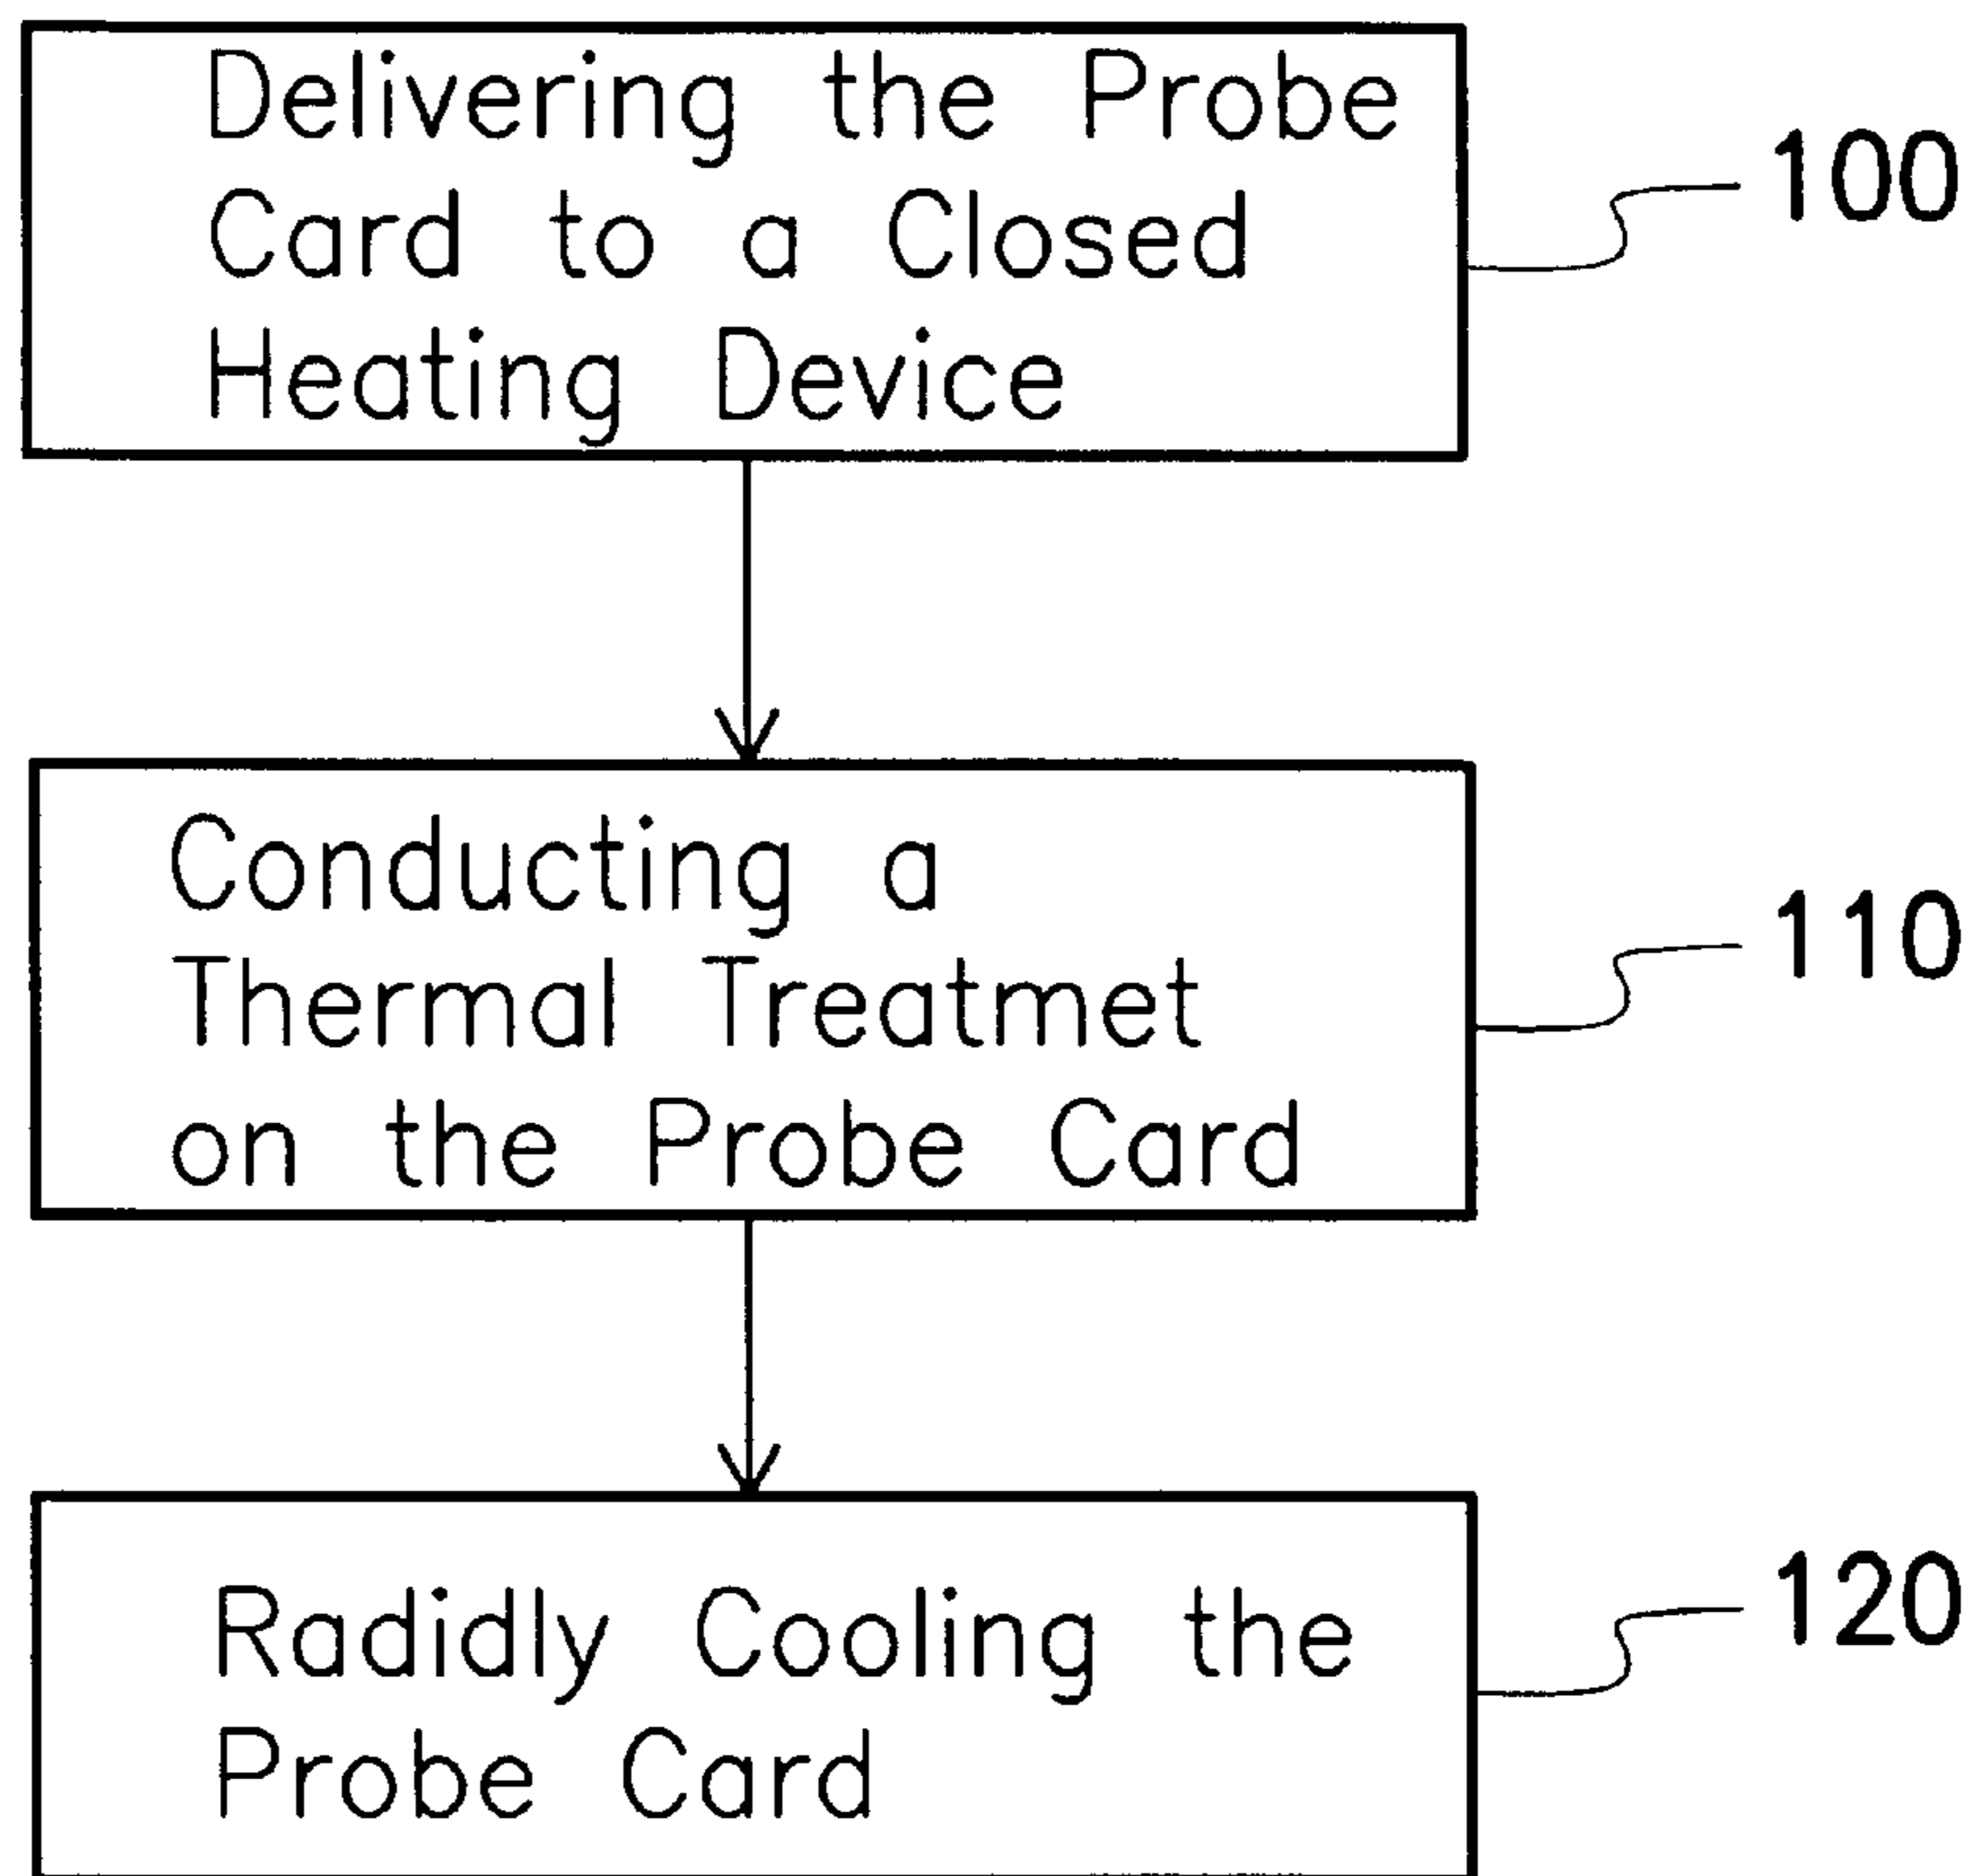 Delivering the Probe
Card to a Closed
Heating Device
100
Conducting a
Thermal Treatmet
on the Probe Card
110
Radidly Cooling the
Probe Card
120